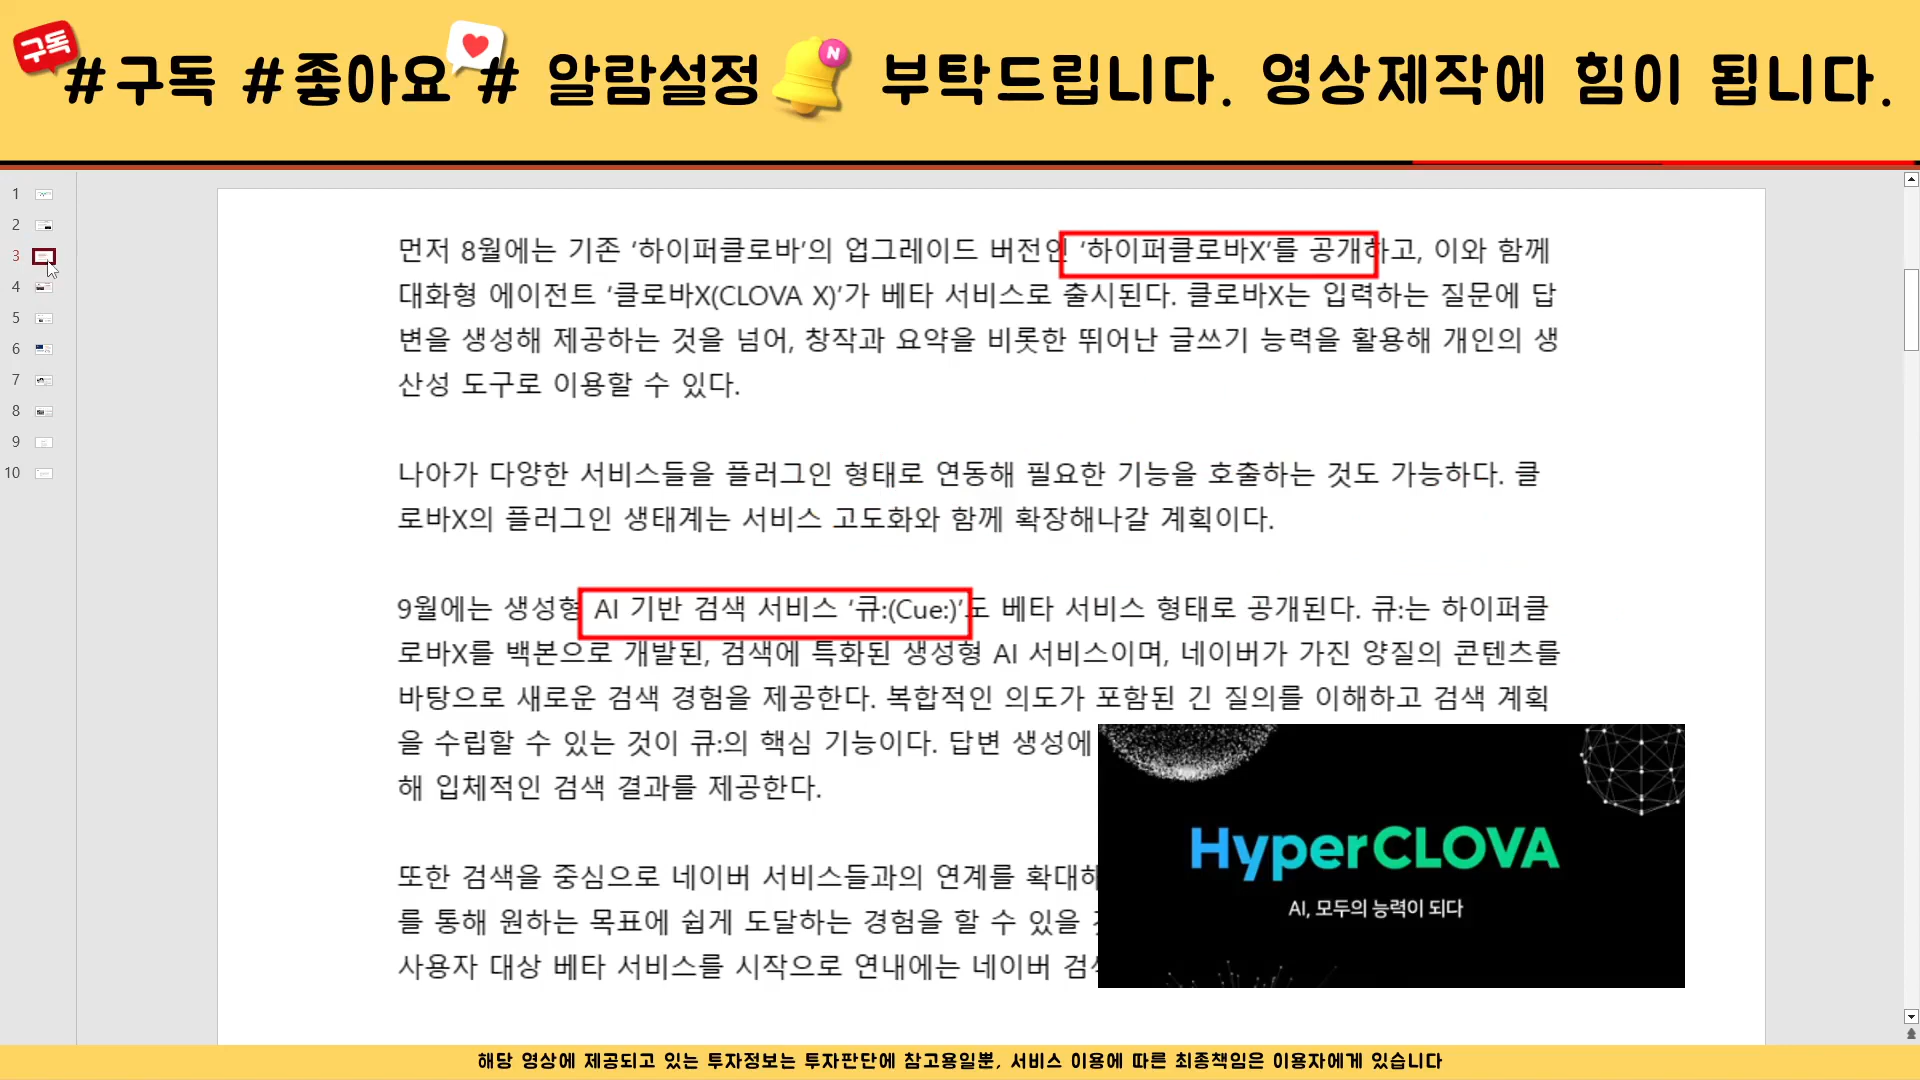 구독
#구독 #좋아요 # 알람설정 N 부탁드립니다. 영상제작에 힘이 됩니다.
1
2
3
4
5
6
7
8
9
10
먼저 8월에는 기존 ‘하이퍼클로바’의 업그레이드 버전인 ‘하이퍼클로바X’를 공개하고, 이와 함께
대화형 에이전트 ‘클로바X(CLOVA X)’가 베타 서비스로 출시된다. 클로바X는 입력하는 질문에 답
변을 생성해 제공하는 것을 넘어, 창작과 요약을 비롯한 뛰어난 글쓰기 능력을 활용해 개인의 생
산성 도구로 이용할 수 있다.
나아가 다양한 서비스들을 플러그인 형태로 연동해 필요한 기능을 호출하는 것도 가능하다. 클
로바X의 플러그인 생태계는 서비스 고도화와 함께 확장해나갈 계획이다.
9월에는 생성형 AI 기반 검색 서비스 ‘큐:(Cue:)’도 베타 서비스 형태로 공개된다. 큐:는 하이퍼클
로바X를 백본으로 개발된, 검색에 특화된 생성형 AI 서비스이며, 네이버가 가진 양질의 콘텐츠를
바탕으로 새로운 검색 경험을 제공한다. 복합적인 의도가 포함된 긴 질의를 이해하고 검색 계획
을 수립할 수 있는 것이 큐:의 핵심 기능이다. 답변 생성에
해 입체적인 검색 결과를 제공한다.
또한 검색을 중심으로 네이버 서비스들과의 연계를 확대해
를 통해 원하는 목표에 쉽게 도달하는 경험을 할 수 있을
사용자 대상 베타 서비스를 시작으로 연내에는 네이버
HyperCLOVA
AI, 모두의 능력이 되다
해당 영상에 제공되고 있는 투자정보는 투자판단에 참고용일뿐, 서비스 이용에 따른 최종책임은 이용자에게 있습니다